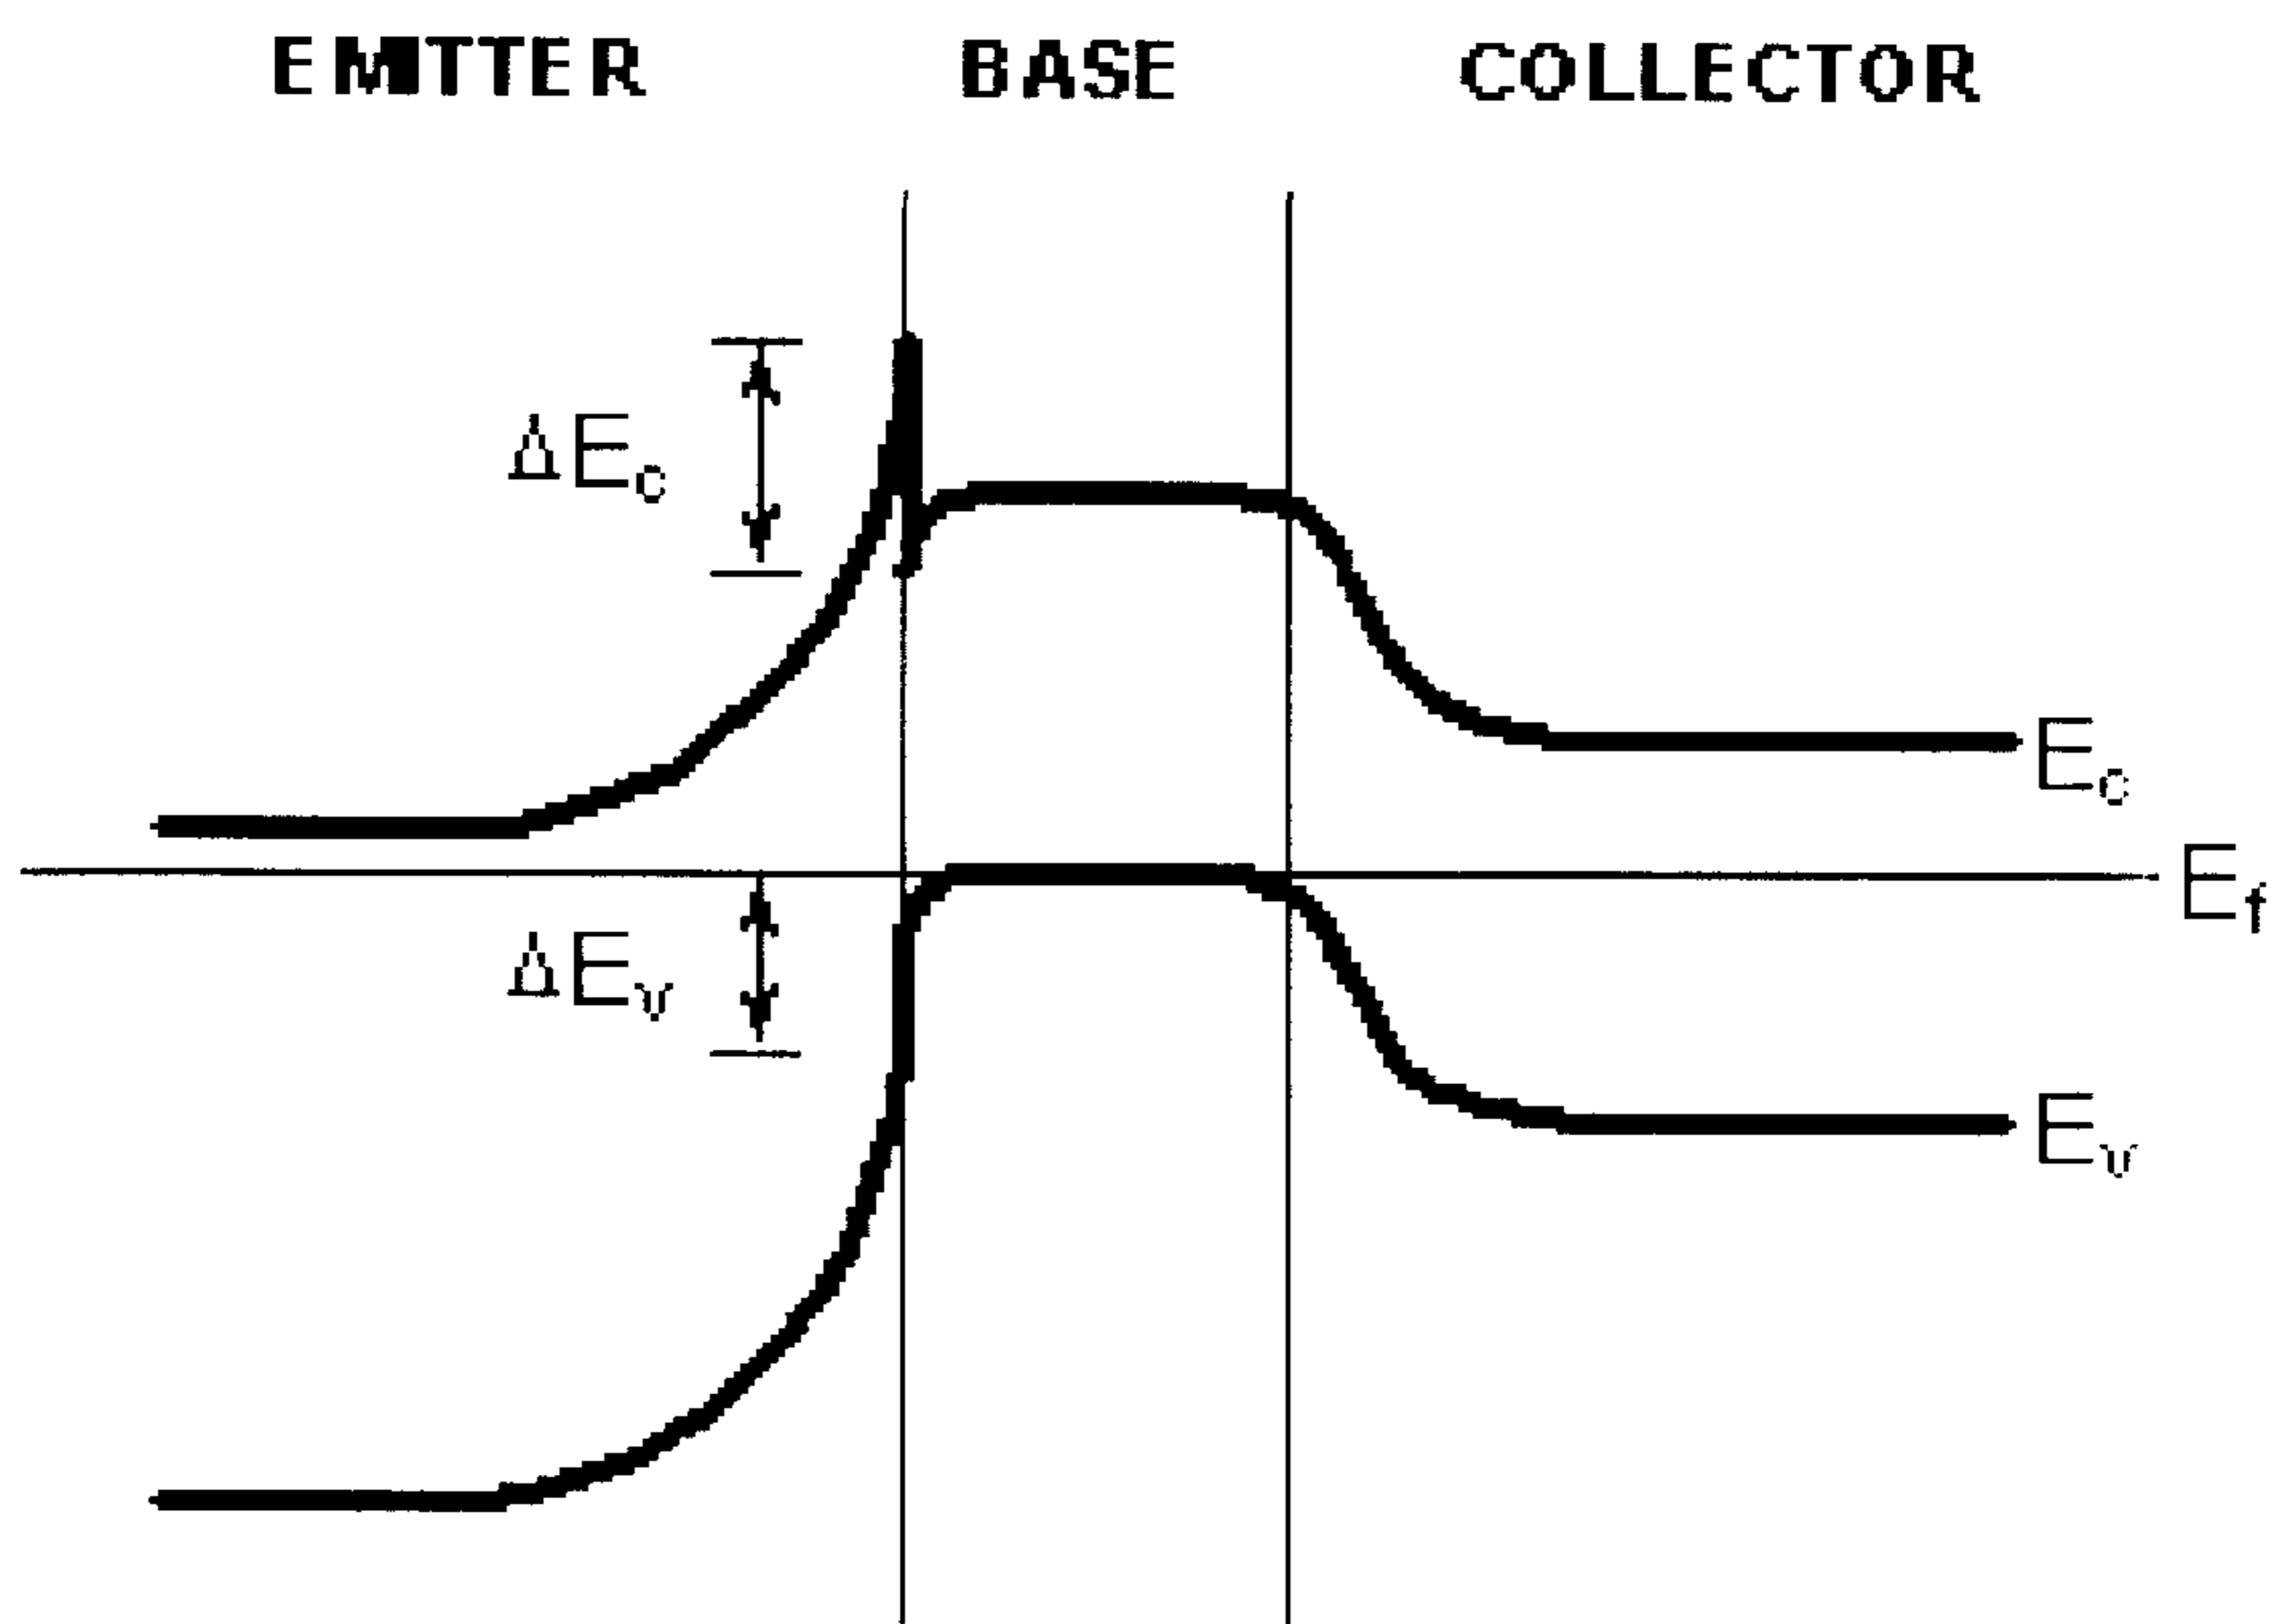 EMITTER BASE COLLECTOR
ΔEc
Ec
Ef
ΔEv
Ev